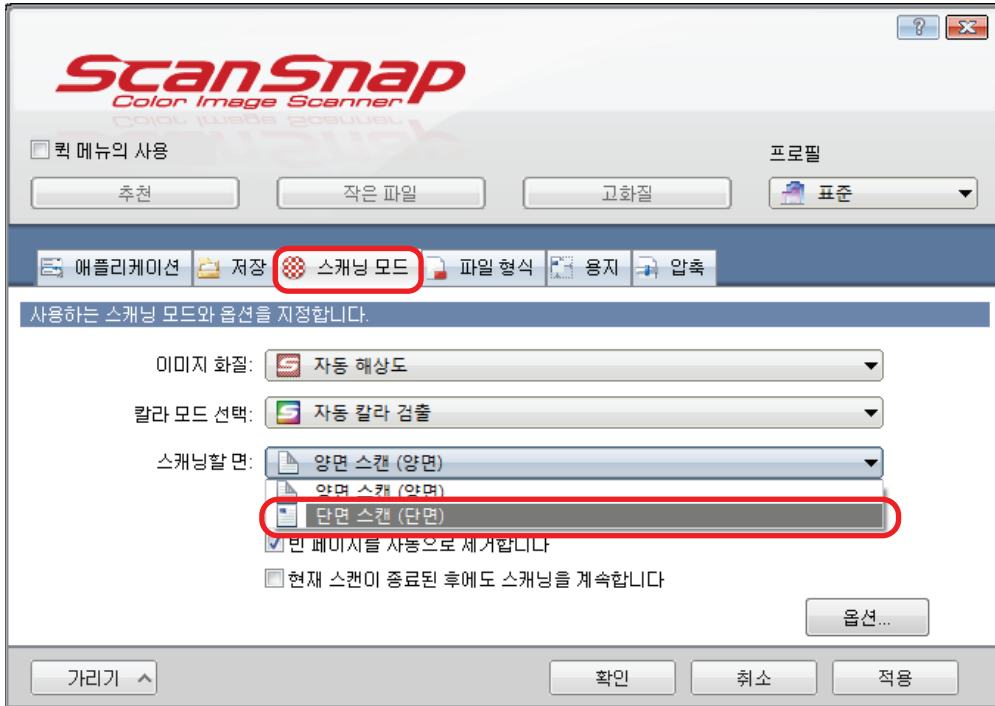 ScanSnap
Color Image Scanner
퀵 메뉴의 사용
프로필
추천 작은 파일 고화질 표준
애플리케이션 저장 스캐닝 모드 파일 형식 용지 압축
사용하는 스캐닝 모드와 옵션을 지정합니다.
이미지 화질: 자동 해상도
칼라 모드 선택: 자동 칼라 검출
스캐닝할 면: 양면 스캔 (양면)
양면 스캔 (양면)
단면 스캔 (단면)
빈 페이지를 자동으로 제거합니다
현재 스캔이 종료된 후에도 스캐닝을 계속합니다
옵션...
가리기 확인 취소 적용